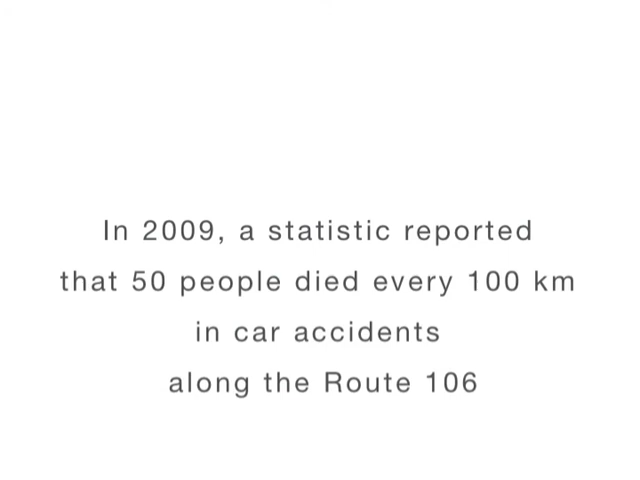 In 2009, a statistic reported
that 50 people died every 100 km
in car accidents
along the Route 106